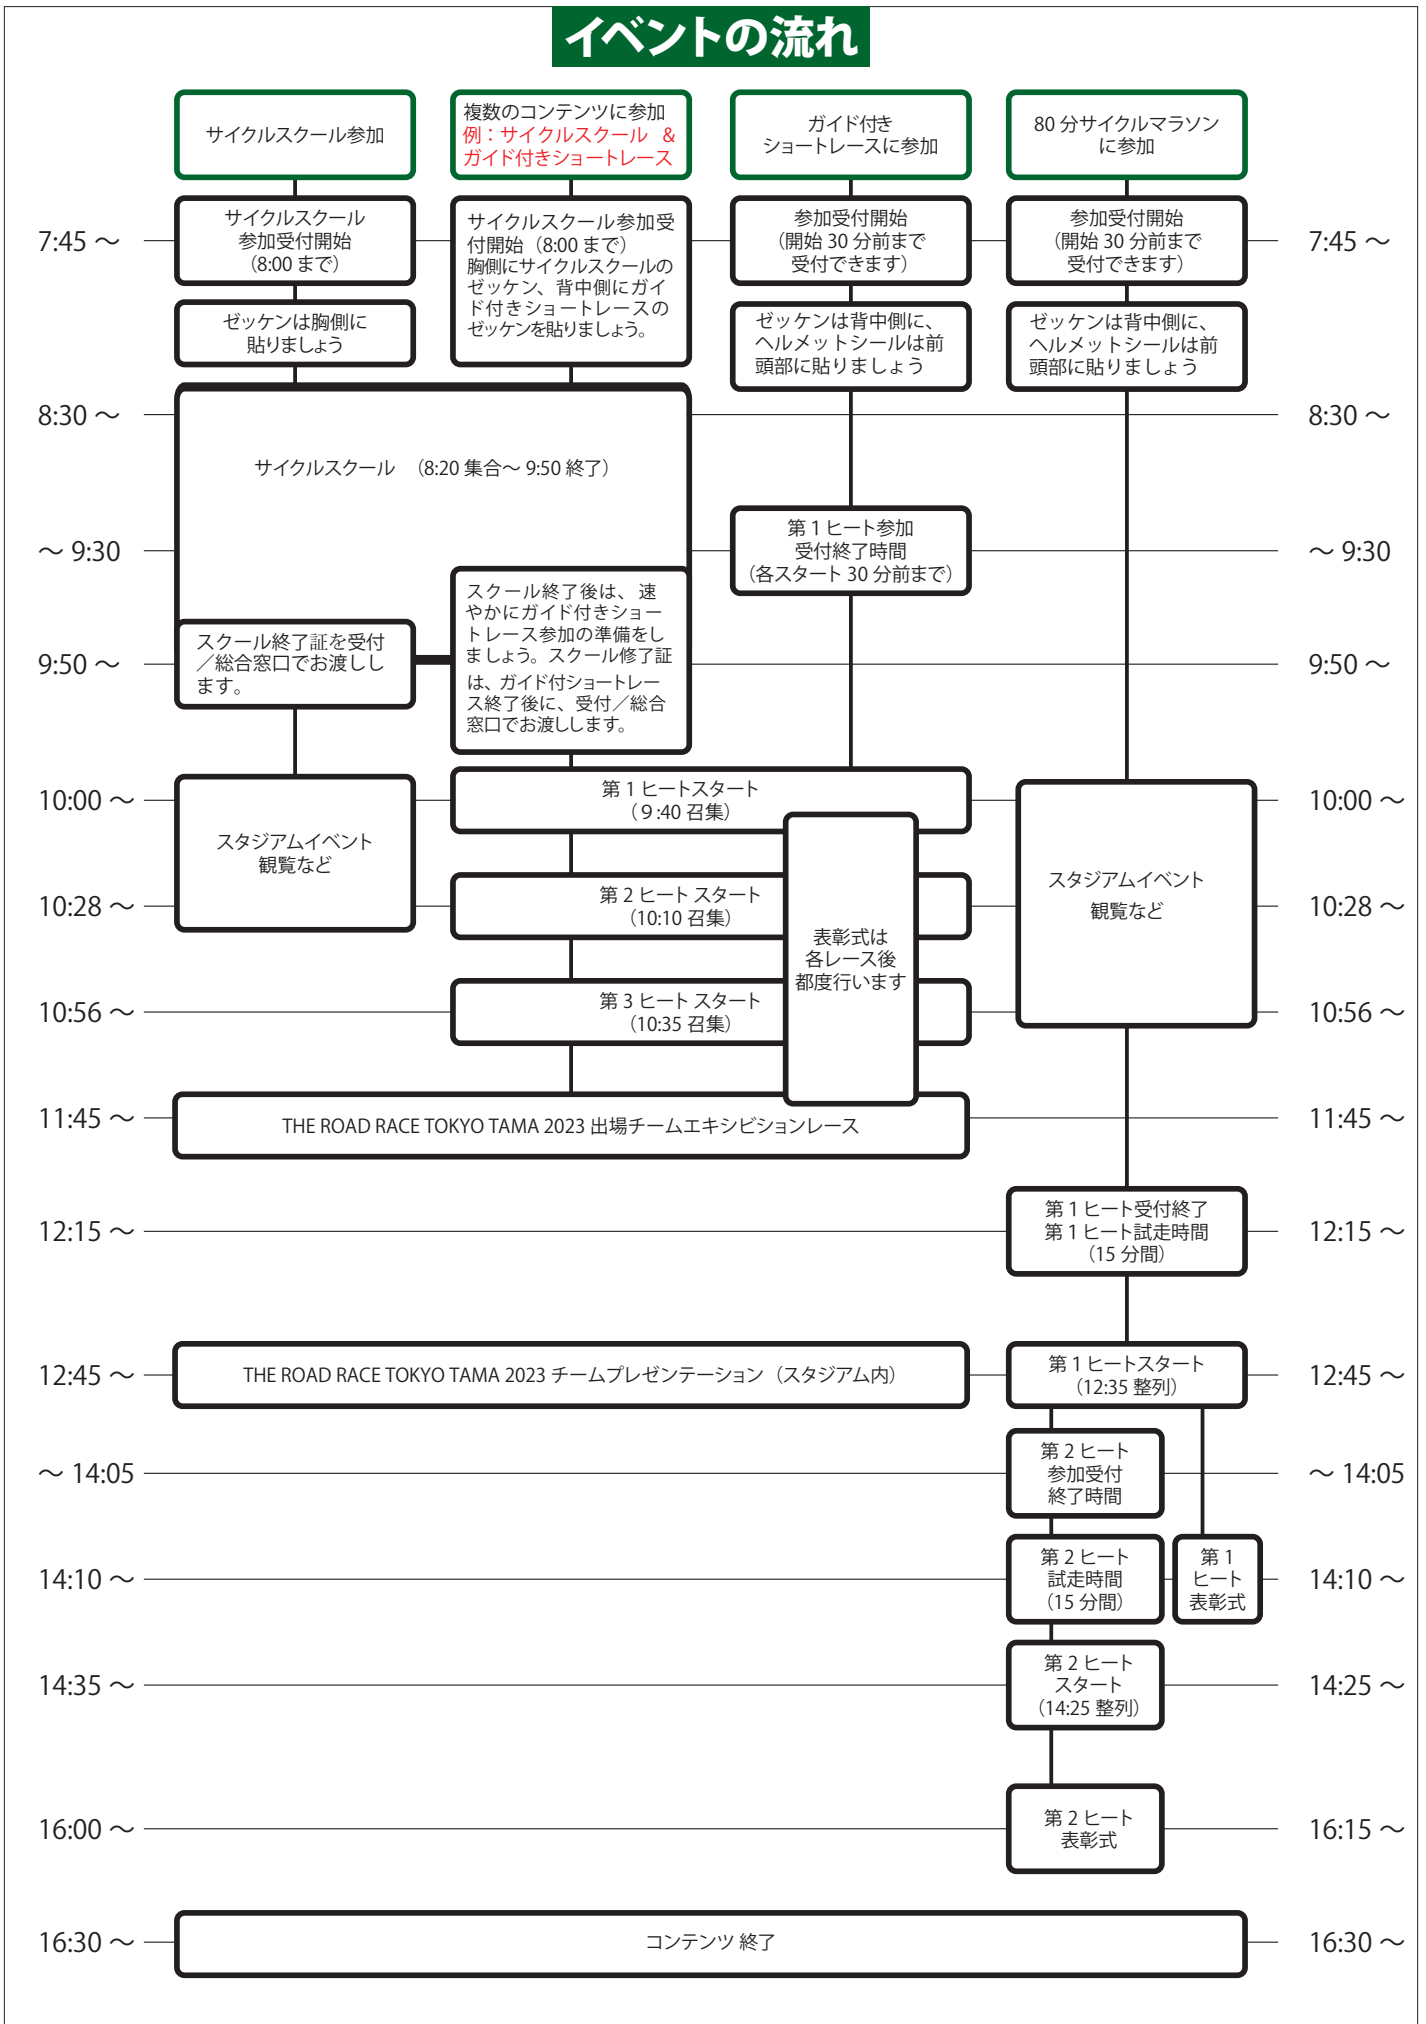 イベントの流れ
サイクルスクール参加
複数のコンテンツに参加
例：サイクルスクール &
ガイド付きショートレース
ガイド付き
ショートレースに参加
80 分サイクルマラソン
に参加
7:45 ～
サイクルスクール
参加受付開始
(8:00 まで)
サイクルスクール参加受
付開始（8:00 まで）
胸側にサイクルスクールの
ゼッケン、背中側にガイ
ド付きショートレースの
ゼッケンを貼りましょう。
参加受付開始
(開始 30 分前まで
受付できます)
参加受付開始
(開始 30 分前まで
受付できます)
7:45 ～
ゼッケンは胸側に
貼りましょう
ゼッケンは背中側に、
ヘルメットシールは前
頭部に貼りましょう
ゼッケンは背中側に、
ヘルメットシールは前
頭部に貼りましょう
8:30 ～
8:30 ～
サイクルスクール （8:20 集合～ 9:50 終了）
～ 9:30
第 1 ヒート参加
受付終了時間
（各スタート 30 分前まで）
～ 9:30
スクール終了後は、速
やかにガイド付きショー
トレース参加の準備をし
ましょう。スクール修了証
は、ガイド付ショートレー
ス終了後に、受付／総合
窓口でお渡しします。
9:50 ～
スクール終了証を受付
／総合窓口でお渡しし
ます。
9:50 ～
10:00 ～
第 1 ヒートスタート
（ 9 :40 召集）
10:00 ～
スタジアムイベント
観覧など
スタジアムイベント
観覧など
10:28 ～
第 2 ヒート スタート
（10:10 召集）
10:28 ～
表彰式は
各レース後
都度行います
10:56 ～
第 3 ヒート スタート
（10:35 召集）
10:56 ～
11:45 ～
THE ROAD RACE TOKYO TAMA 2023 出場チームエキシビションレース
11:45 ～
12:15 ～
第 1 ヒート受付終了
第 1 ヒート試走時間
（15 分間）
12:15 ～
12:45 ～
THE ROAD RACE TOKYO TAMA 2023 チームプレゼンテーション（スタジアム内）
第 1 ヒートスタート
（12:35 整列）
12:45 ～
～ 14:05
第 2 ヒート
参加受付
終了時間
～ 14:05
14:10 ～
第 2 ヒート
試走時間
（15 分間）
第 1
ヒート
表彰式
14:10 ～
14:35 ～
第 2 ヒート
スタート
（14:25 整列）
14:25 ～
16:00 ～
第 2 ヒート
表彰式
16:15 ～
16:30 ～
コンテンツ 終了
16:30 ～